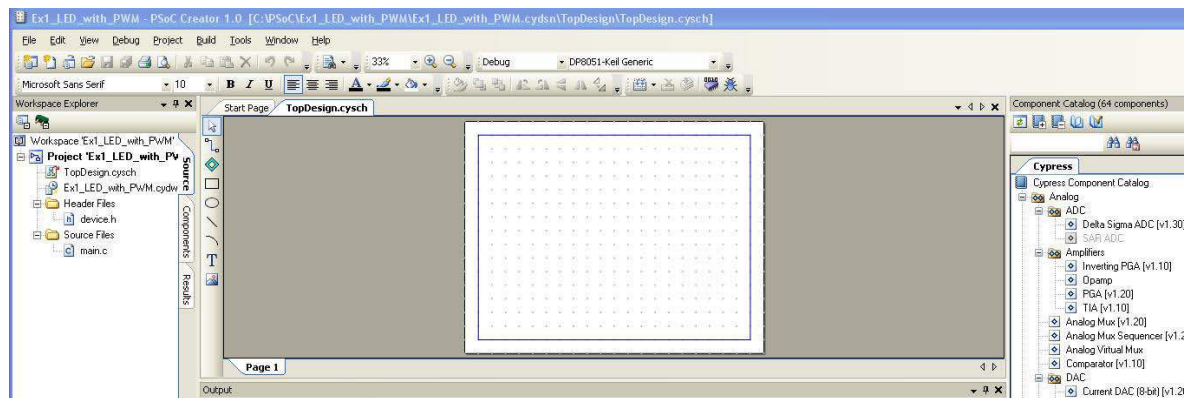 Ex1_LED_with_PWM - PSoC Creator 1.0 [C:\PSoC\Ex1_LED_with_PWM\Ex1_LED_with_PWM.cydsn\TopDesign\TopDesign.cysch]
File Edit View Debug Project Build Tools Window Help
33% Debug DP8051-Keil Generic
Microsoft Sans Serif 10 B I U A
Workspace Explorer
Start Page TopDesign.cysch
Component Catalog (64 components)
Workspace 'Ex1_LED_with_PWM'
Project 'Ex1_LED_with_PW
TopDesign.cysch
Ex1_LED_with_PWM.cydw
Header Files
device.h
Source Files
main.c
Source
Components
Results
T
Page 1
Output
Cypress
Cypress Component Catalog
Analog
ADC
Delta Sigma ADC [v1.30]
SAR ADC
Amplifiers
Inverting PGA [v1.10]
Opamp
PGA [v1.20]
TIA [v1.10]
Analog Mux [v1.20]
Analog Mux Sequencer [v1.2
Analog Virtual Mux
Comparator [v1.10]
DAC
Current DAC (8-bit) [v1.20